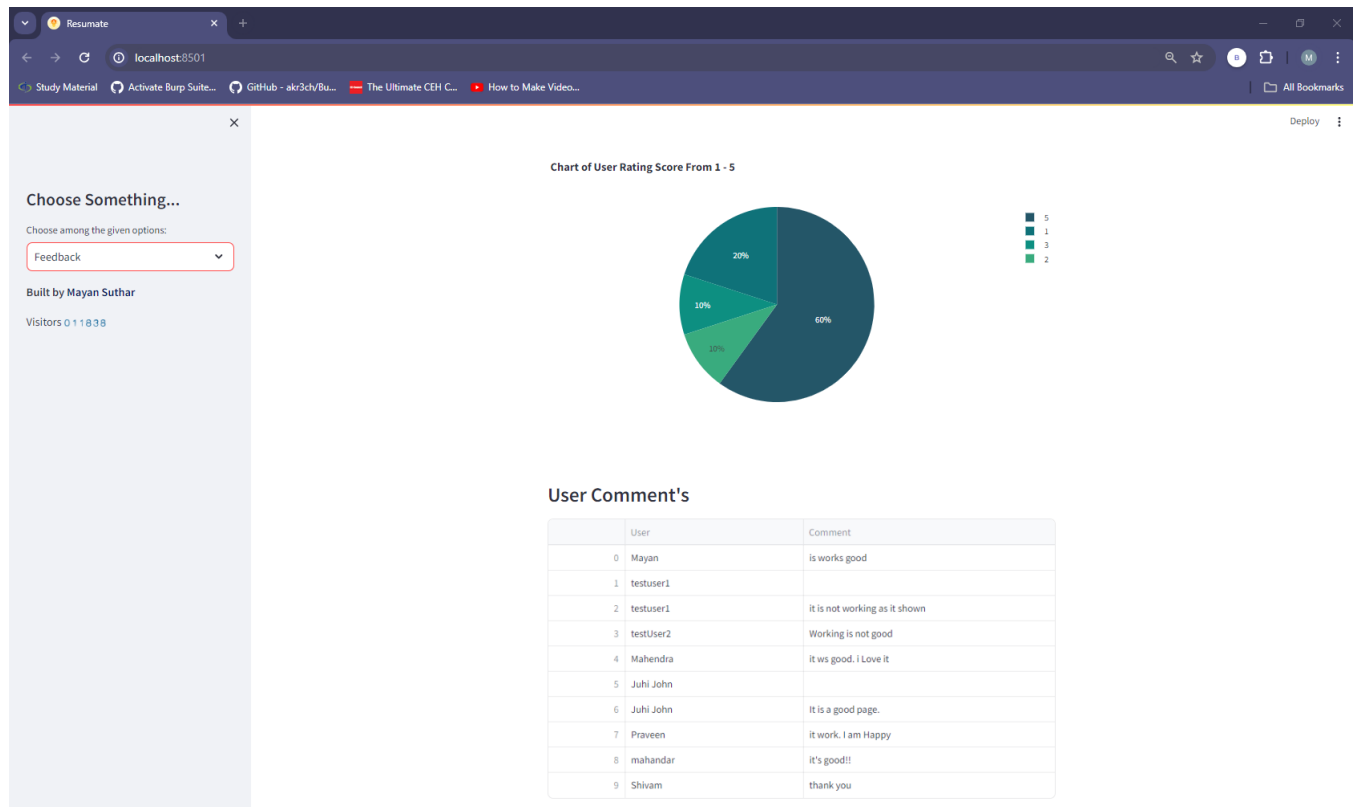 Resumate
localhost:8501
B
M
Study Material Activate Burp Suite... GitHub - akr3ch/Bu... The Ultimate CEH C... How to Make Video... All Bookmarks
Deploy
Choose Something...
Choose among the given options:
Feedback
Built by Mayan Suthar
Visitors 011838
Chart of User Rating Score From 1 - 5
5
1
3
2
20%
10%
60%
10%
User Comment's
User Comment
0 Mayan is works good
1 testuser1
2 testuser1 it is not working as it shown
3 testUser2 Working is not good
4 Mahendra it ws good. i Love it
5 Juhi John
6 Juhi John It is a good page.
7 Praveen it work. I am Happy
8 mahandar it's good!!
9 Shivam thank you